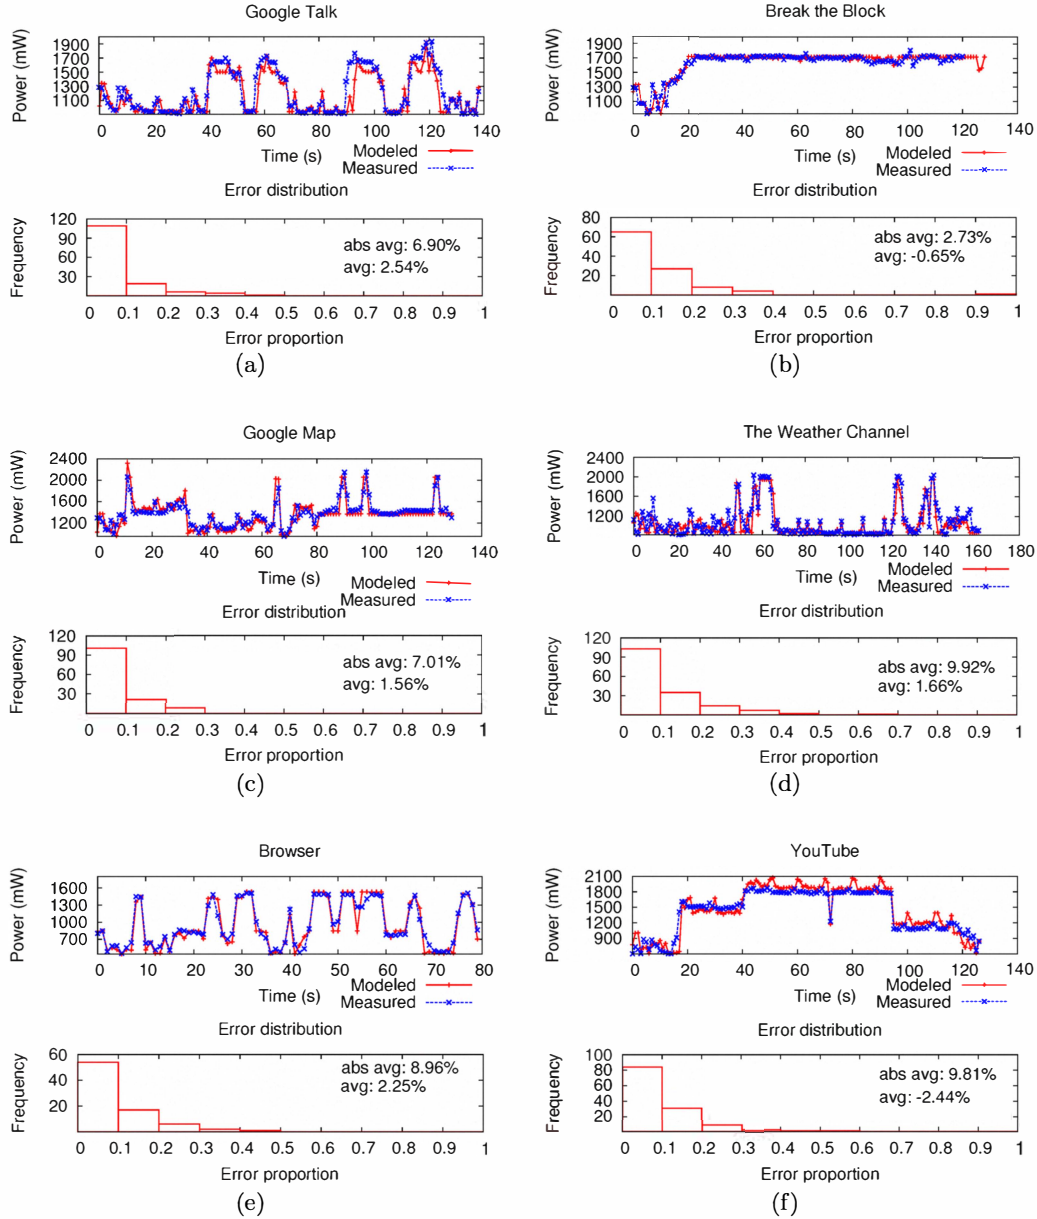 Google Talk
Power (mW)
1900
1700
1500
1300
1100
0 20 40 60 80 100 120 140
Time (s)
Modeled
Measured
Error distribution
Frequency
120
90
60
30
abs avg: 6.90%
avg: 2.54%
0 0.1 0.2 0.3 0.4 0.5 0.6 0.7 0.8 0.9 1
Error proportion
(a)
Break the Block
Power (mW)
1900
1700
1500
1300
1100
0 20 40 60 80 100 120 140
Time (s)
Modeled
Measured
Error distribution
Frequency
80
60
40
20
abs avg: 2.73%
avg: -0.65%
0 0.1 0.2 0.3 0.4 0.5 0.6 0.7 0.8 0.9 1
Error proportion
(b)
Google Map
Power (mW)
2400
2000
1600
1200
0 20 40 60 80 100 120 140
Time (s)
Modeled
Measured
Error distribution
Frequency
120
90
60
30
abs avg: 7.01%
avg: 1.56%
0 0.1 0.2 0.3 0.4 0.5 0.6 0.7 0.8 0.9 1
Error proportion
(c)
The Weather Channel
Power (mW)
2400
2000
1600
1200
0 20 40 60 80 100 120 140 160 180
Time (s)
Modeled
Measured
Error distribution
Frequency
120
90
60
30
abs avg: 9.92%
avg: 1.66%
0 0.1 0.2 0.3 0.4 0.5 0.6 0.7 0.8 0.9 1
Error proportion
(d)
Browser
Power (mW)
1600
1300
1000
700
0 10 20 30 40 50 60 70 80
Time (s)
Modeled
Measured
Error distribution
Frequency
60
40
20
abs avg: 8.96%
avg: 2.25%
0 0.1 0.2 0.3 0.4 0.5 0.6 0.7 0.8 0.9 1
Error proportion
(e)
YouTube
Power (mW)
2100
1800
1500
1200
900
0 20 40 60 80 100 120 140
Time (s)
Modeled
Measured
Error distribution
Frequency
100
80
60
40
20
abs avg: 9.81%
avg: -2.44%
0 0.1 0.2 0.3 0.4 0.5 0.6 0.7 0.8 0.9 1
Error proportion
(f)